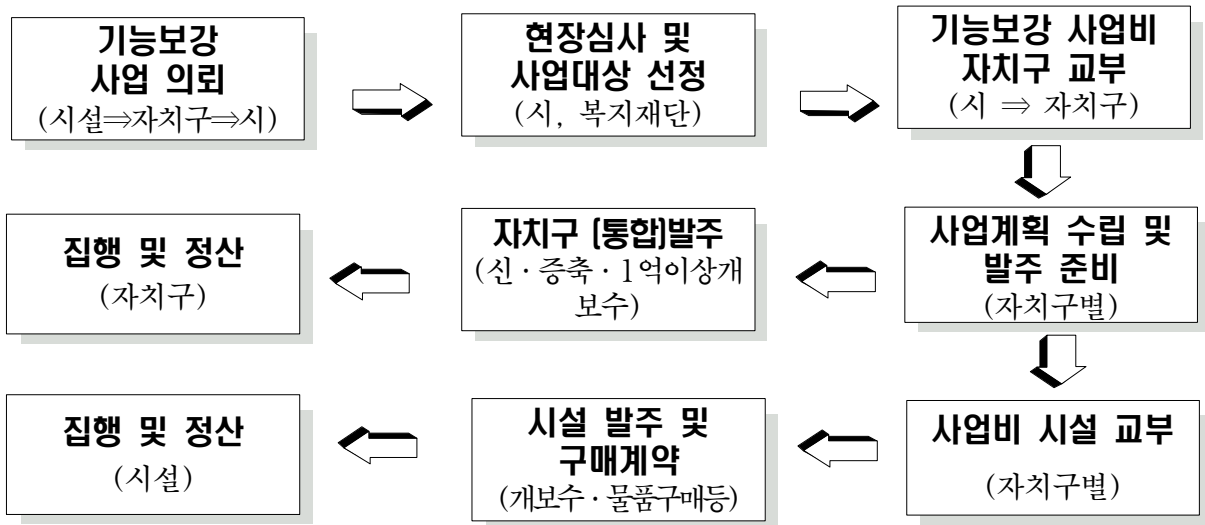 기능보강
사업 의뢰
(시설⇒자치구⇒시)
현장심사 및
사업대상 선정
(시, 복지재단)
기능보강 사업비
자치구 교부
(시 ⇒ 자치구)
사업계획 수립 및
발주 준비
(자치구별)
자치구 (통합)발주
(신 · 증축 · 1억이상개
보수)
집행 및 정산
(자치구)
사업비 시설 교부
(자치구별)
시설 발주 및
구매계약
(개보수 · 물품구매등)
집행 및 정산
(시설)